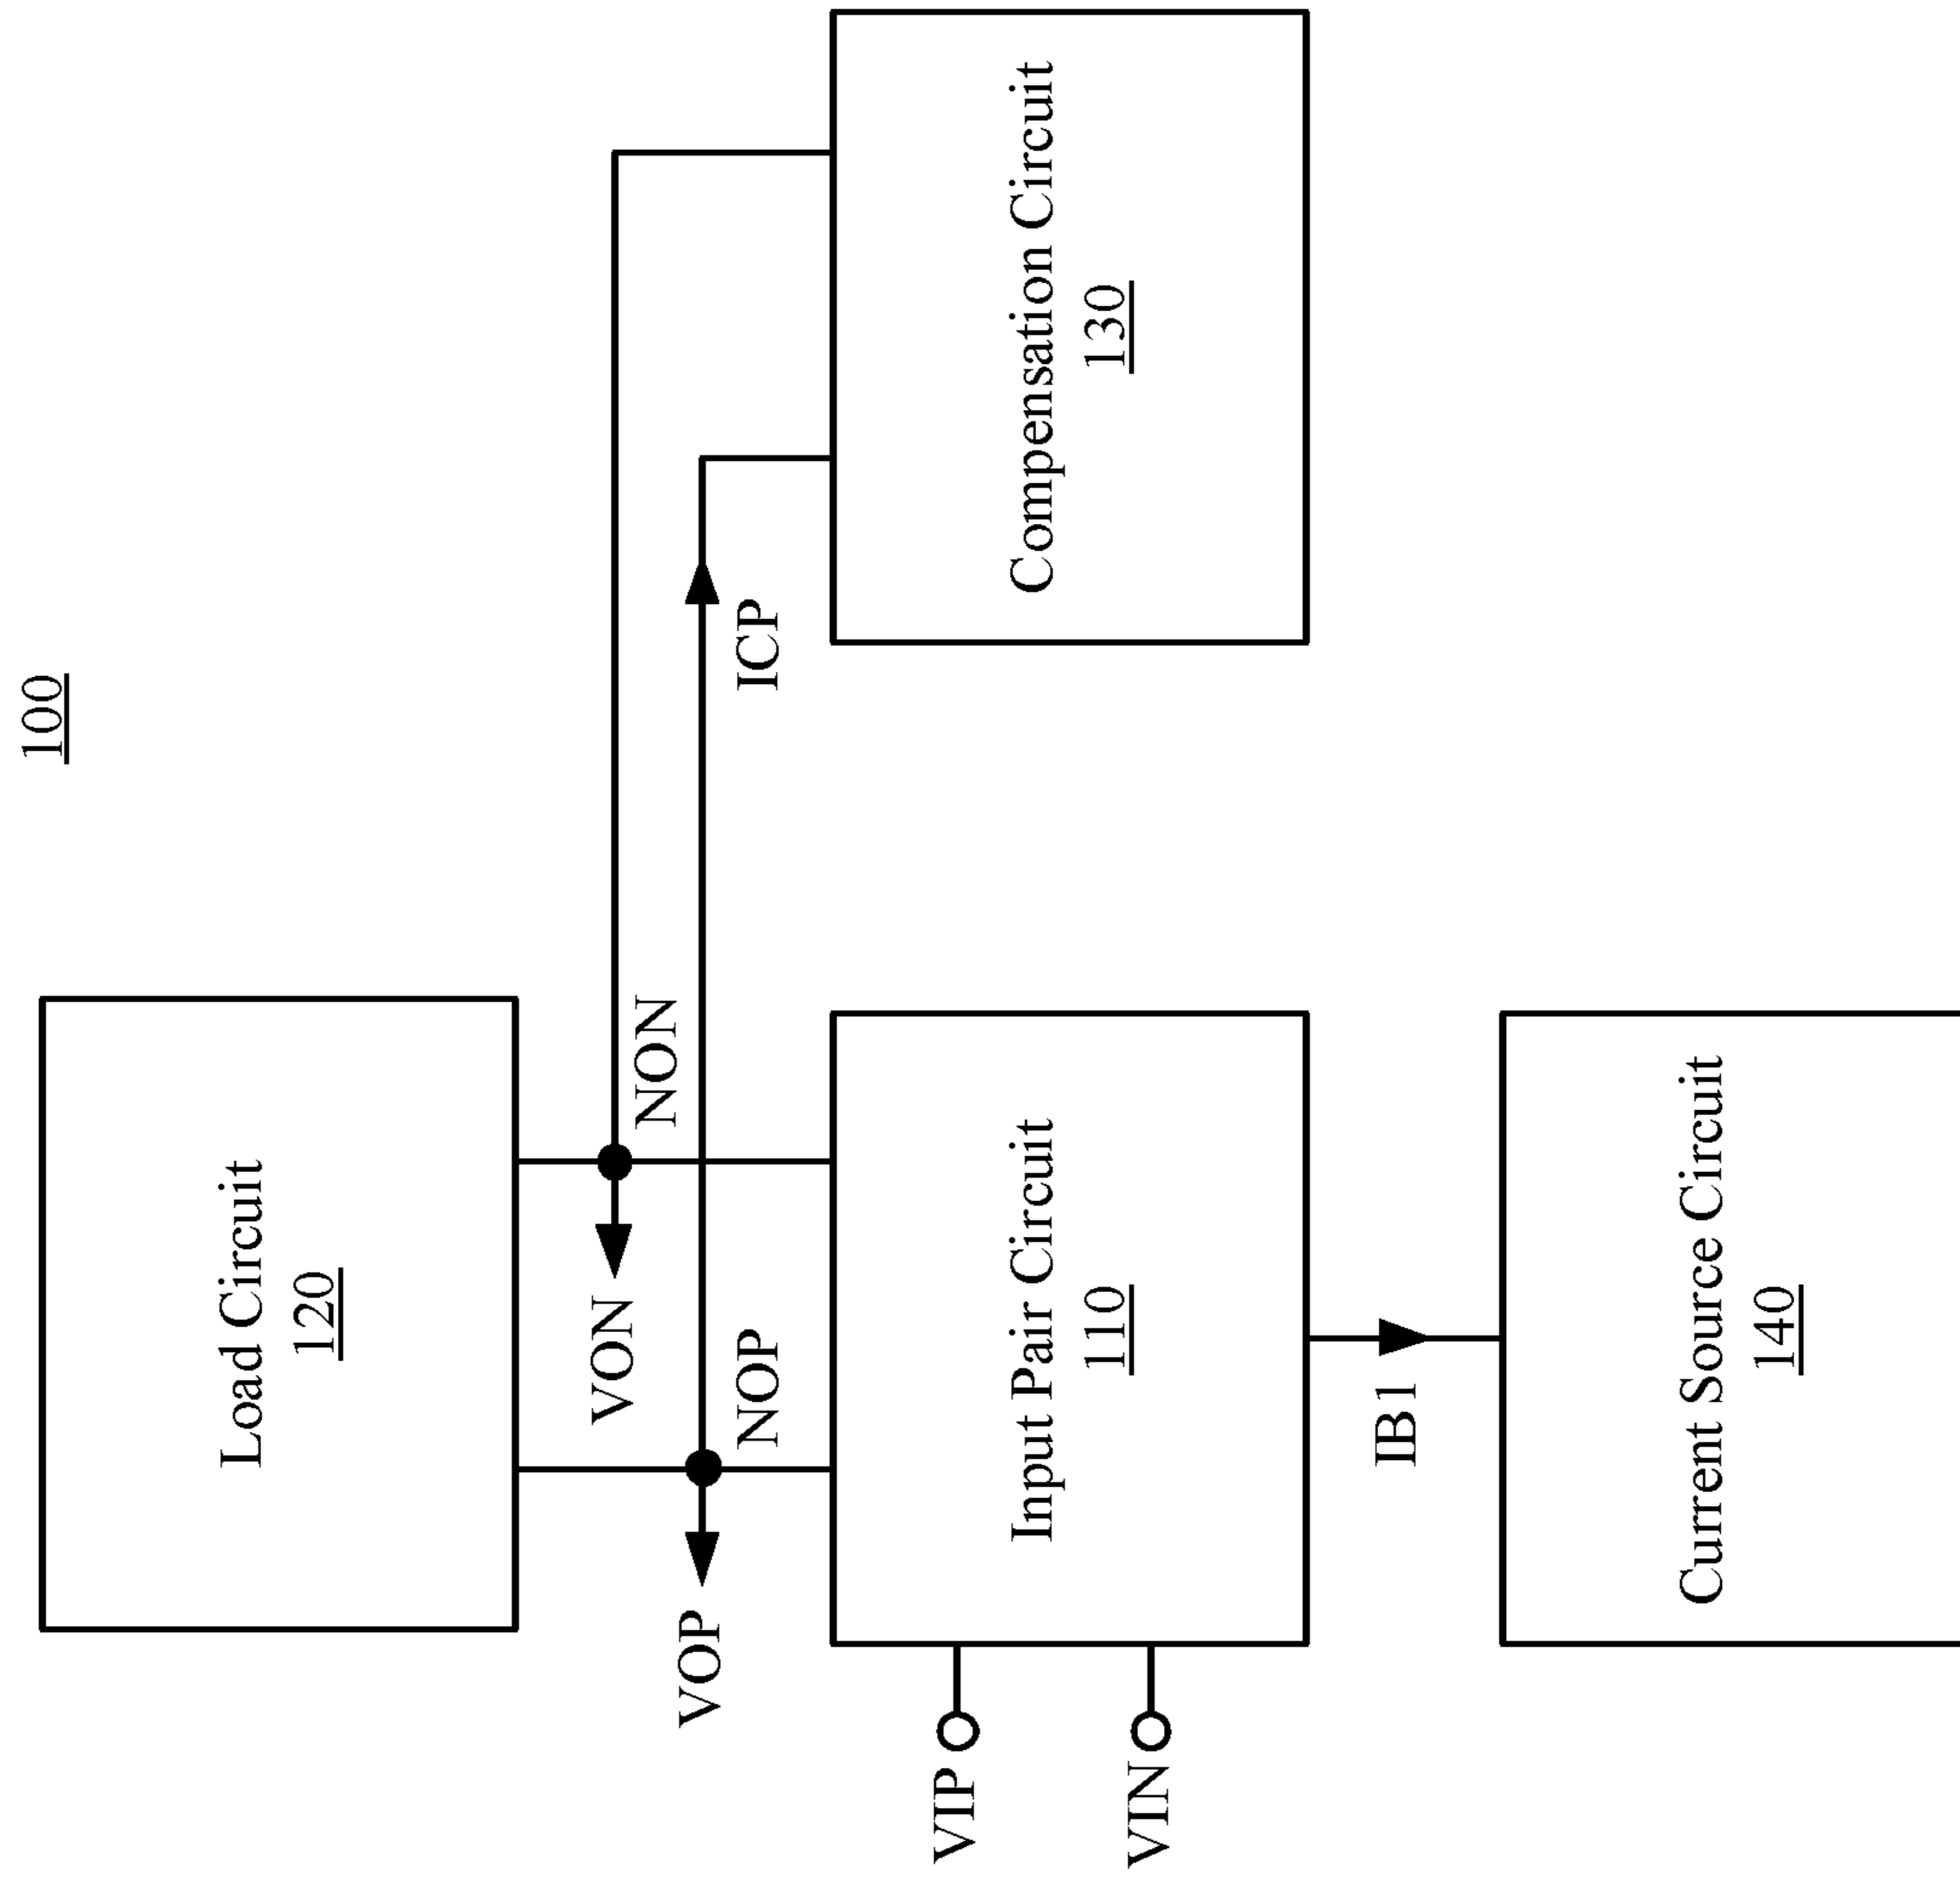 100
Load Circuit
120
VON
NON
VOP
NOP
ICP
VIP
VIN
Input Pair Circuit
110
Compensation Circuit
130
IB1
Current Source Circuit
140